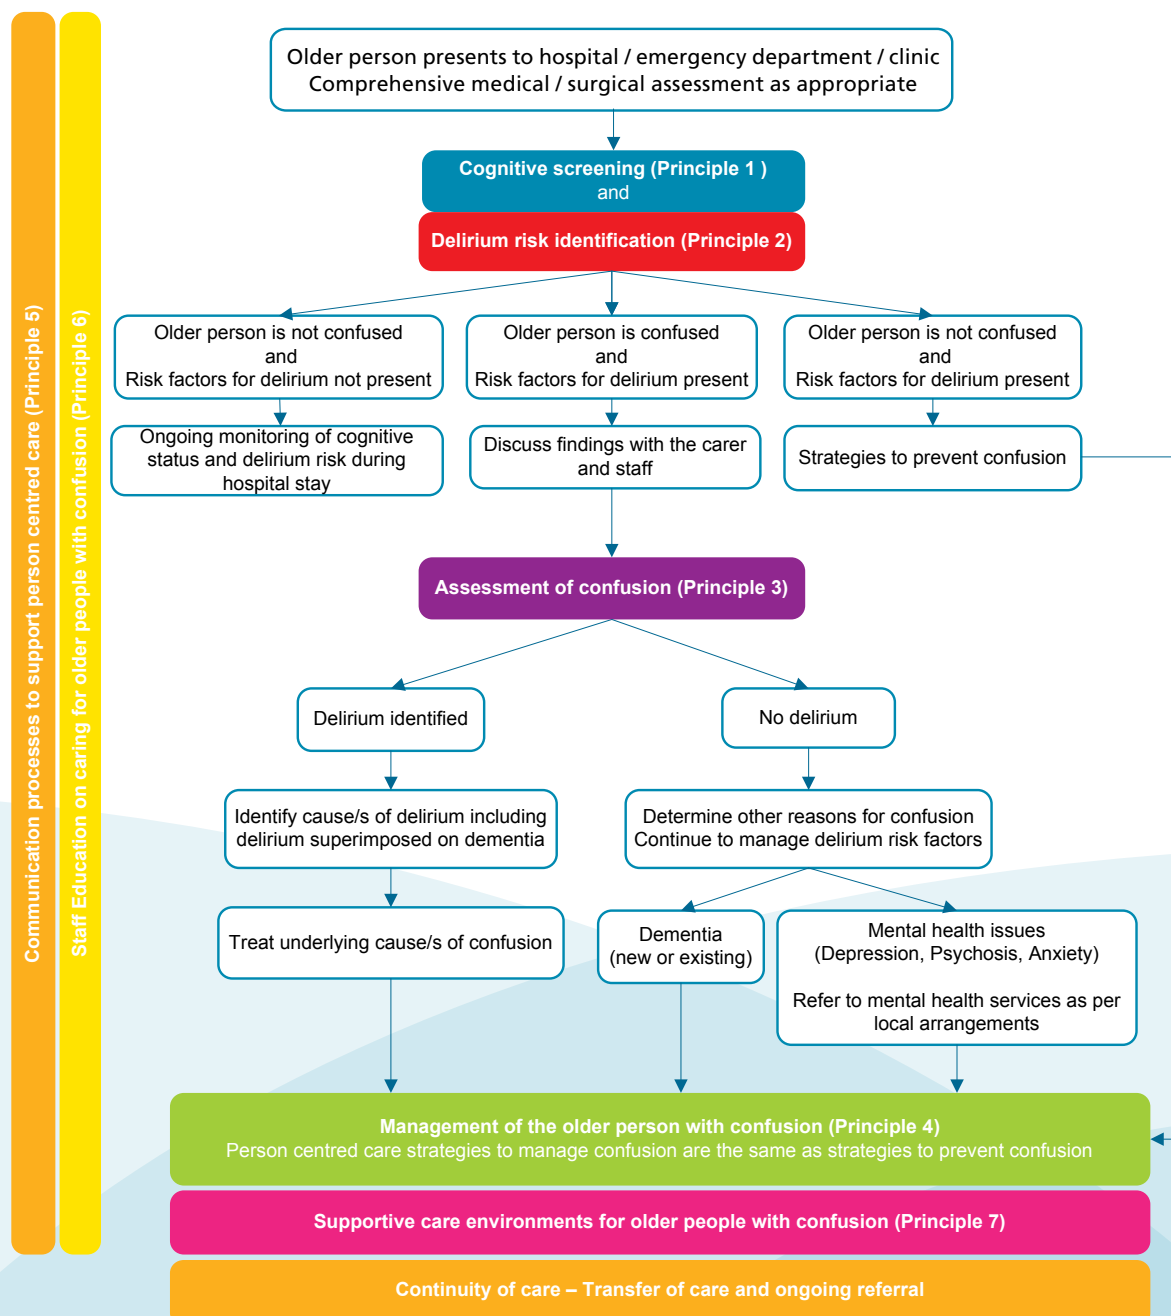 Older person presents to hospital / emergency department / clinic
Comprehensive medical / surgical assessment as appropriate
Cognitive screening (Principle 1 )
and
Delirium risk identification (Principle 2)
Older person is not confused
and
Risk factors for delirium not present
Older person is confused
and
Risk factors for delirium present
Older person is not confused
and
Risk factors for delirium present
Ongoing monitoring of cognitive
status and delirium risk during
hospital stay
Discuss findings with the carer
and staff
Strategies to prevent confusion
Assessment of confusion (Principle 3)
Delirium identified
No delirium
Identify cause/s of delirium including
delirium superimposed on dementia
Determine other reasons for confusion
Continue to manage delirium risk factors
Treat underlying cause/s of confusion
Dementia
(new or existing)
Mental health issues
(Depression, Psychosis, Anxiety)
Refer to mental health services as per
local arrangements
Management of the older person with confusion (Principle 4)
Person centred care strategies to manage confusion are the same as strategies to prevent confusion
Supportive care environments for older people with confusion (Principle 7)
Continuity of care – Transfer of care and ongoing referral
Communication processes to support person centred care (Principle 5)
Staff Education on caring for older people with confusion (Principle 6)